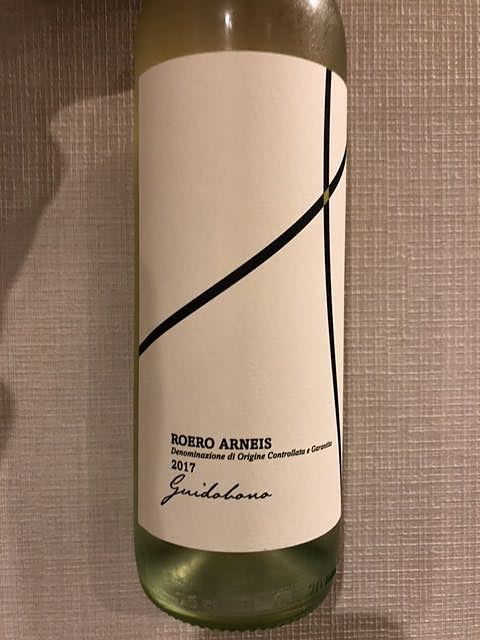 ROERO ARNEIS
Denominazione di Origine Controllata e Garantita
2017
Guidobono